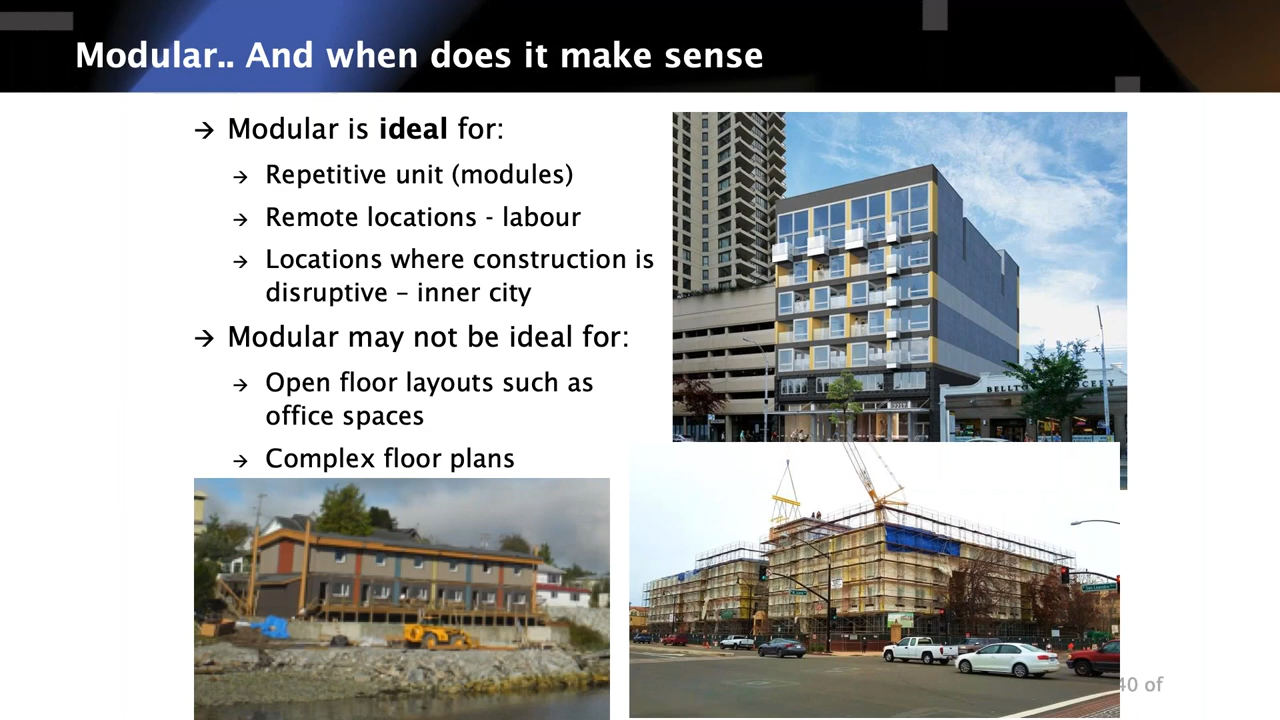 Modular.. And when does it make sense
→ Modular is ideal for:
→ Repetitive unit (modules)
→ Remote locations - labour
→ Locations where construction is
disruptive – inner city
→ Modular may not be ideal for:
→ Open floor layouts such as
office spaces
→ Complex floor plans
40 of